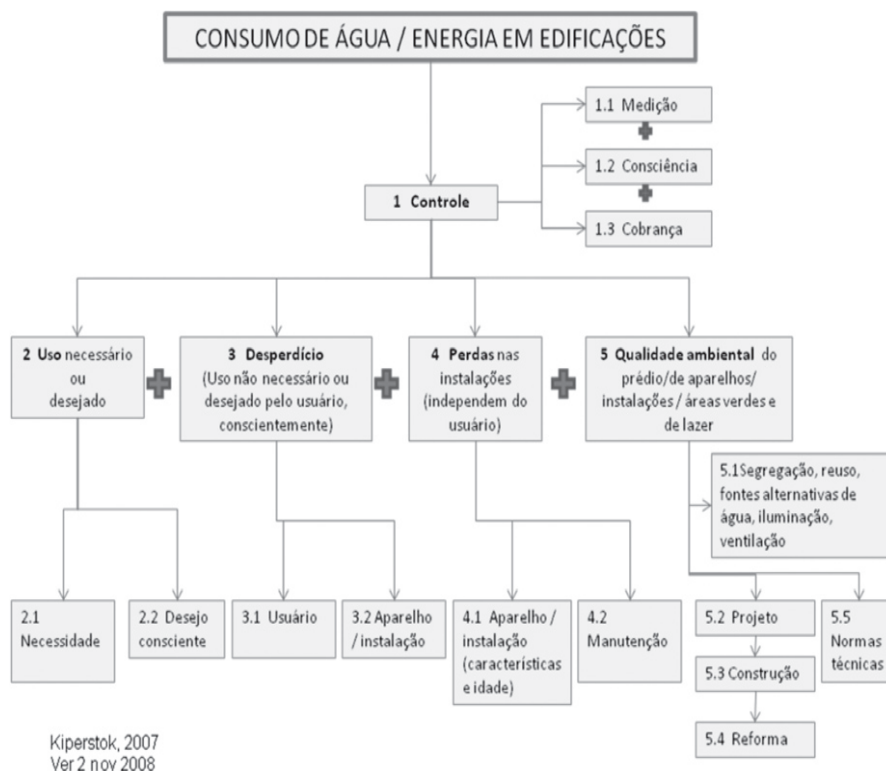 CONSUMO DE ÁGUA / ENERGIA EM EDIFICAÇÕES
1.1 Medição
1.2 Consciência
1 Controle
1.3 Cobrança
2 Uso necessário
ou
desejado
3 Desperdício
(Uso não necessário ou
desejado pelo usuário,
conscientemente)
4 Perdas nas
instalações
(independem do
usuário)
5 Qualidade ambiental do
prédio/de aparelhos/
instalações / áreas verdes e
de lazer
5.1Segregação, reuso,
fontes alternativas de
água, iluminação,
ventilação
2.1
Necessidade
2.2 Desejo
consciente
3.1 Usuário
3.2 Aparelho
/ instalação
4.1 Aparelho /
instalação
(características
e idade)
4.2
Manutenção
5.2 Projeto
5.3 Construção
5.4 Reforma
5.5
Normas
técnicas
Kiperstok, 2007
Ver 2 nov 2008